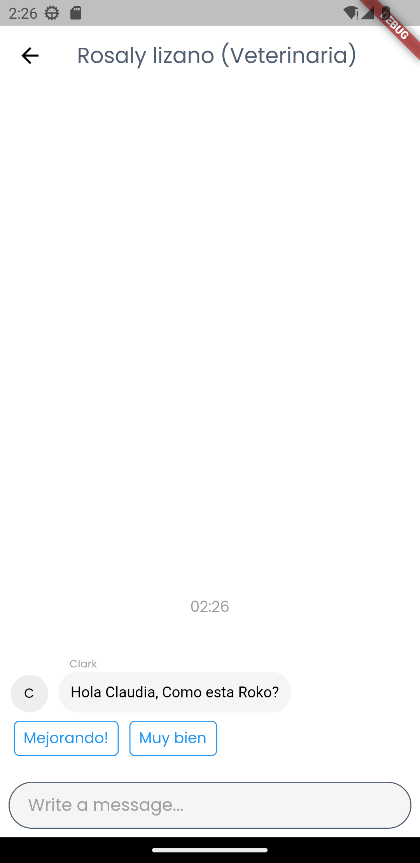 2:26
DEBUG
Rosaly lizano (Veterinaria)
02:26
Clark
C
Hola Claudia, Como esta Roko?
Mejorando!
Muy bien
Write a message...